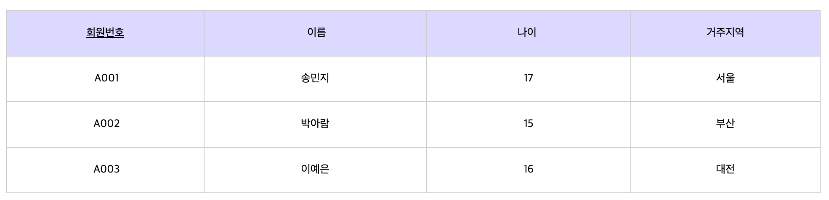 회원번호 이름 나이 거주지역
A001 송민지 17 서울
A002 박아람 15 부산
A003 이예은 16 대전